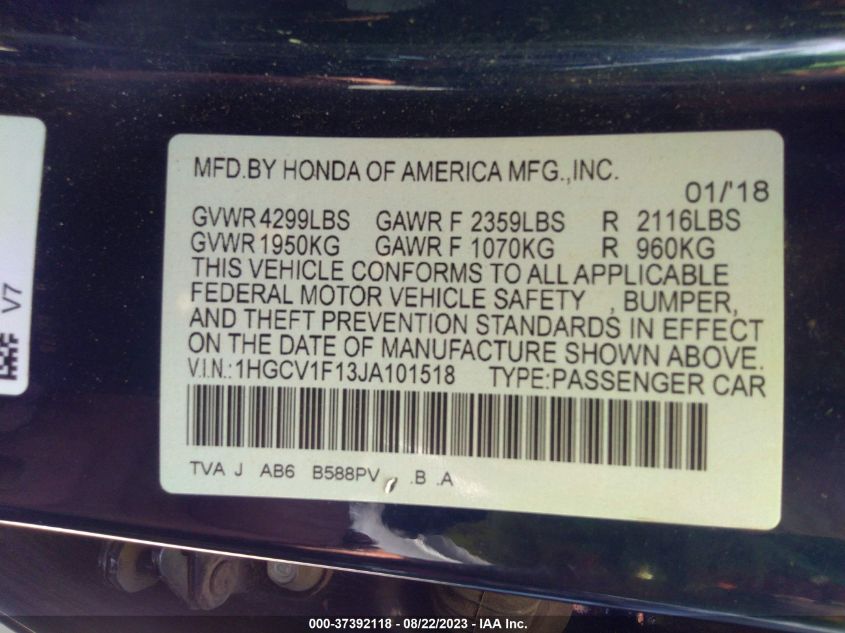 MFD.BY HONDA OF AMERICA MFG.,INC.
01/'18
GVWR 4299LBS GAWR F 2359LBS R 2116LBS
GVWR 1950KG GAWR F 1070KG R 960KG
THIS VEHICLE CONFORMS TO ALL APPLICABLE
FEDERAL MOTOR VEHICLE SAFETY , BUMPER,
AND THEFT PREVENTION STANDARDS IN EFFECT
ON THE DATE OF MANUFACTURE SHOWN ABOVE.
V.I.N.:1HGCV1F13JA101518 TYPE:PASSENGER CAR
TVA J AB6 B588PV .B .A
V7
000-37392118 - 08/22/2023 - IAA Inc.